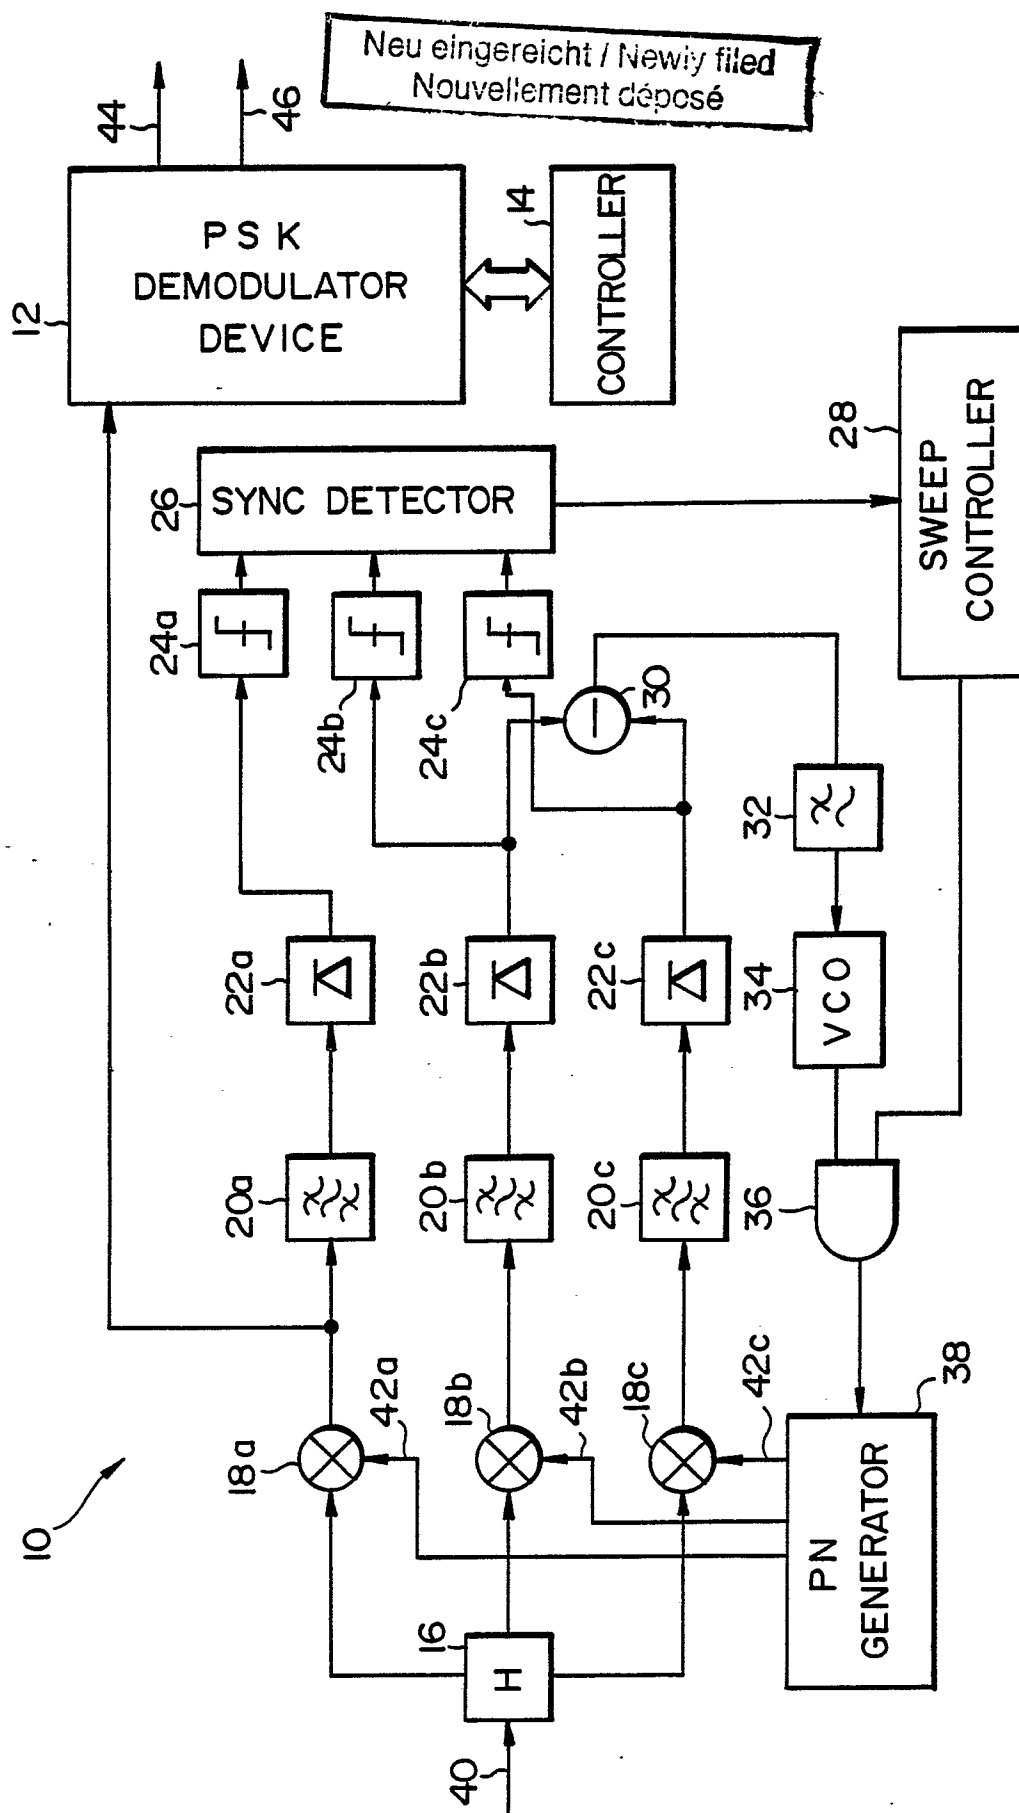 Neu eingereicht / Newly filed
Nouvellement déposé
10
40
16
H
18a
18b
18c
42a
42b
42c
PN
GENERATOR
38
20a
20b
20c
22a
22b
22c
24a
24b
24c
26
SYNC DETECTOR
30
32
34
VCO
36
28
SWEEP
CONTROLLER
12
PSK
DEMODULATOR
DEVICE
14
CONTROLLER
44
46